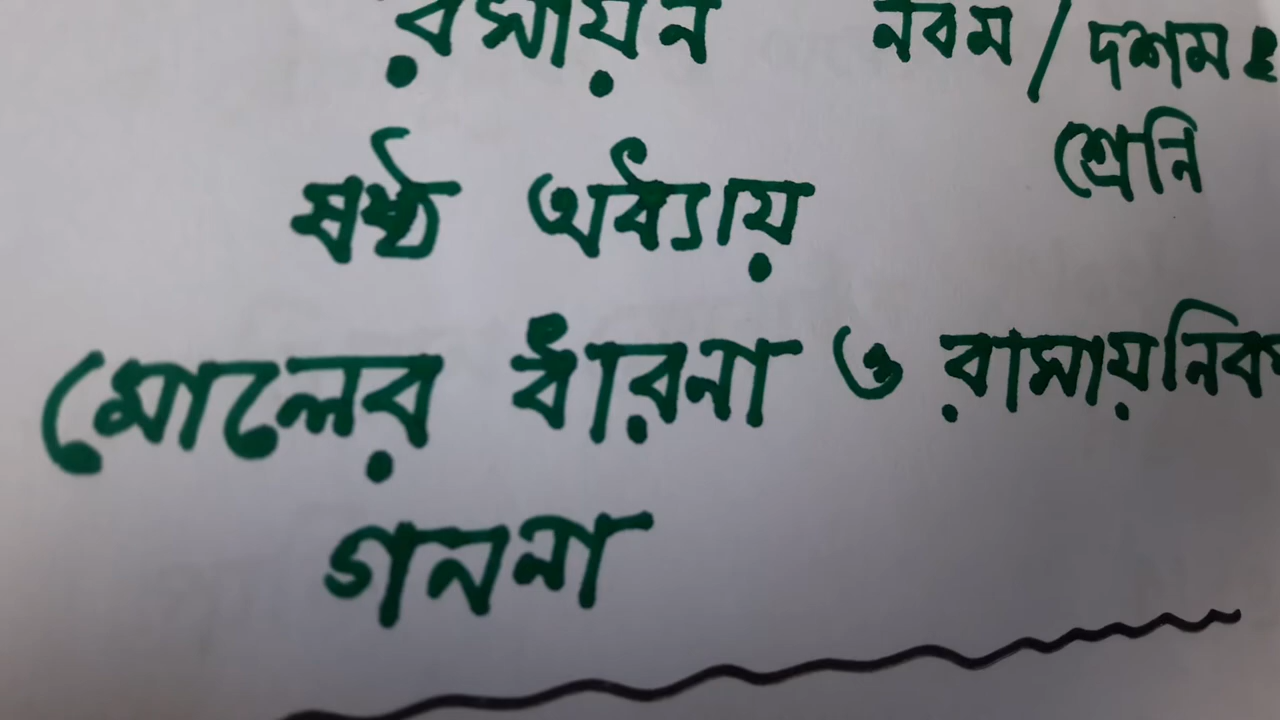 রসায়ন নবম/দশম
শ্রেনি
ষষ্ঠ অধ্যায়
মোলের ধারনা ও রাসায়নিক
গননা